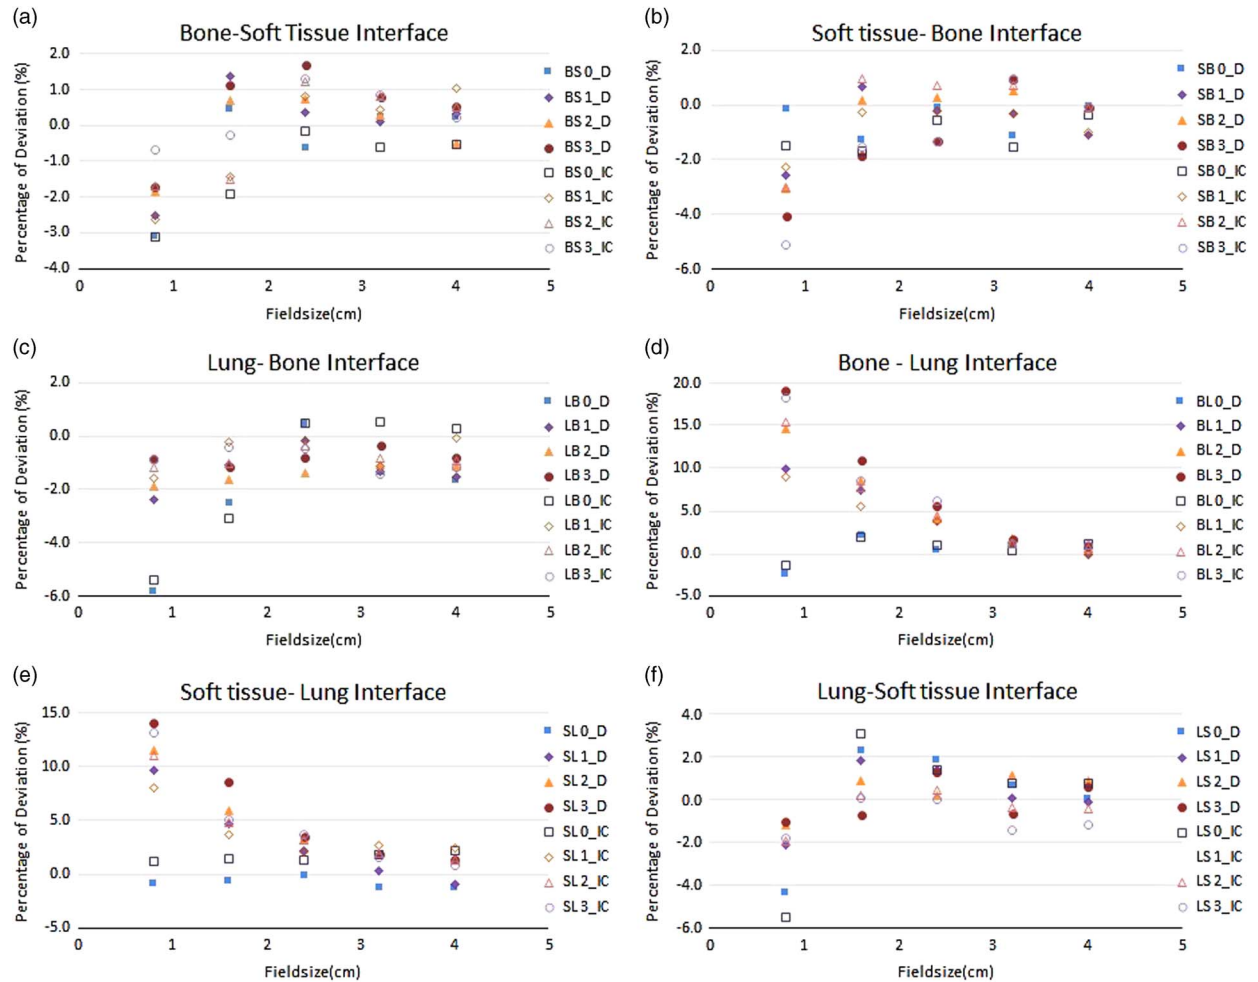 (a)
Bone-Soft Tissue Interface
Percentage of Deviation (%)
2.0
1.0
0.0
-1.0
-2.0
-3.0
-4.0
0 1 2 3 4 5
Fieldsize(cm)
BS 0_D
BS 1_D
BS 2_D
BS 3_D
BS 0_IC
BS 1_IC
BS 2_IC
BS 3_IC
(b)
Soft tissue- Bone Interface
Percentage of Deviation (%)
2.0
0.0
-2.0
-4.0
-6.0
0 1 2 3 4 5
Fieldsize(cm)
SB 0_D
SB 1_D
SB 2_D
SB 3_D
SB 0_IC
SB 1_IC
SB 2_IC
SB 3_IC
(c)
Lung- Bone Interface
Percentage of Deviation (%)
2.0
0.0
-2.0
-4.0
-6.0
0 1 2 3 4 5
Fieldsize(cm)
LB 0_D
LB 1_D
LB 2_D
LB 3_D
LB 0_IC
LB 1_IC
LB 2_IC
LB 3_IC
(d)
Bone - Lung Interface
Percentage of Deviation (%)
20.0
15.0
10.0
5.0
0.0
-5.0
0 1 2 3 4 5
Fieldsize(cm)
BL 0_D
BL 1_D
BL 2_D
BL 3_D
BL 0_IC
BL 1_IC
BL 2_IC
BL 3_IC
(e)
Soft tissue- Lung Interface
Percentage of Deviation (%)
15.0
10.0
5.0
0.0
-5.0
0 1 2 3 4 5
Fieldsize(cm)
SL 0_D
SL 1_D
SL 2_D
SL 3_D
SL 0_IC
SL 1_IC
SL 2_IC
SL 3_IC
(f)
Lung-Soft tissue Interface
Percentage of Deviation (%)
4.0
2.0
0.0
-2.0
-4.0
-6.0
0 1 2 3 4 5
Fieldsize(cm)
LS 0_D
LS 1_D
LS 2_D
LS 3_D
LS 0_IC
LS 1_IC
LS 2_IC
LS 3_IC